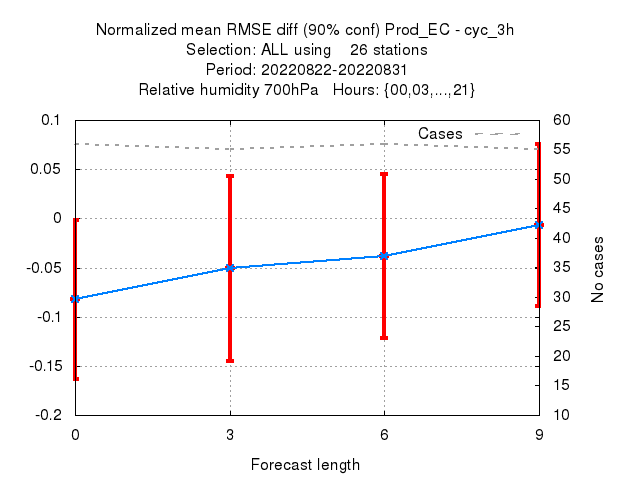 Normalized mean RMSE diff (90% conf) Prod_EC - cyc_3h
Selection: ALL using    26 stations
Period: 20220822-20220831
Relative humidity 700hPa   Hours: {00,03,...,21}
Cases
0.1
0.05
0
-0.05
-0.1
-0.15
-0.2
60
55
50
45
40
35
30
25
20
15
10
No cases
0 3 6 9
Forecast length